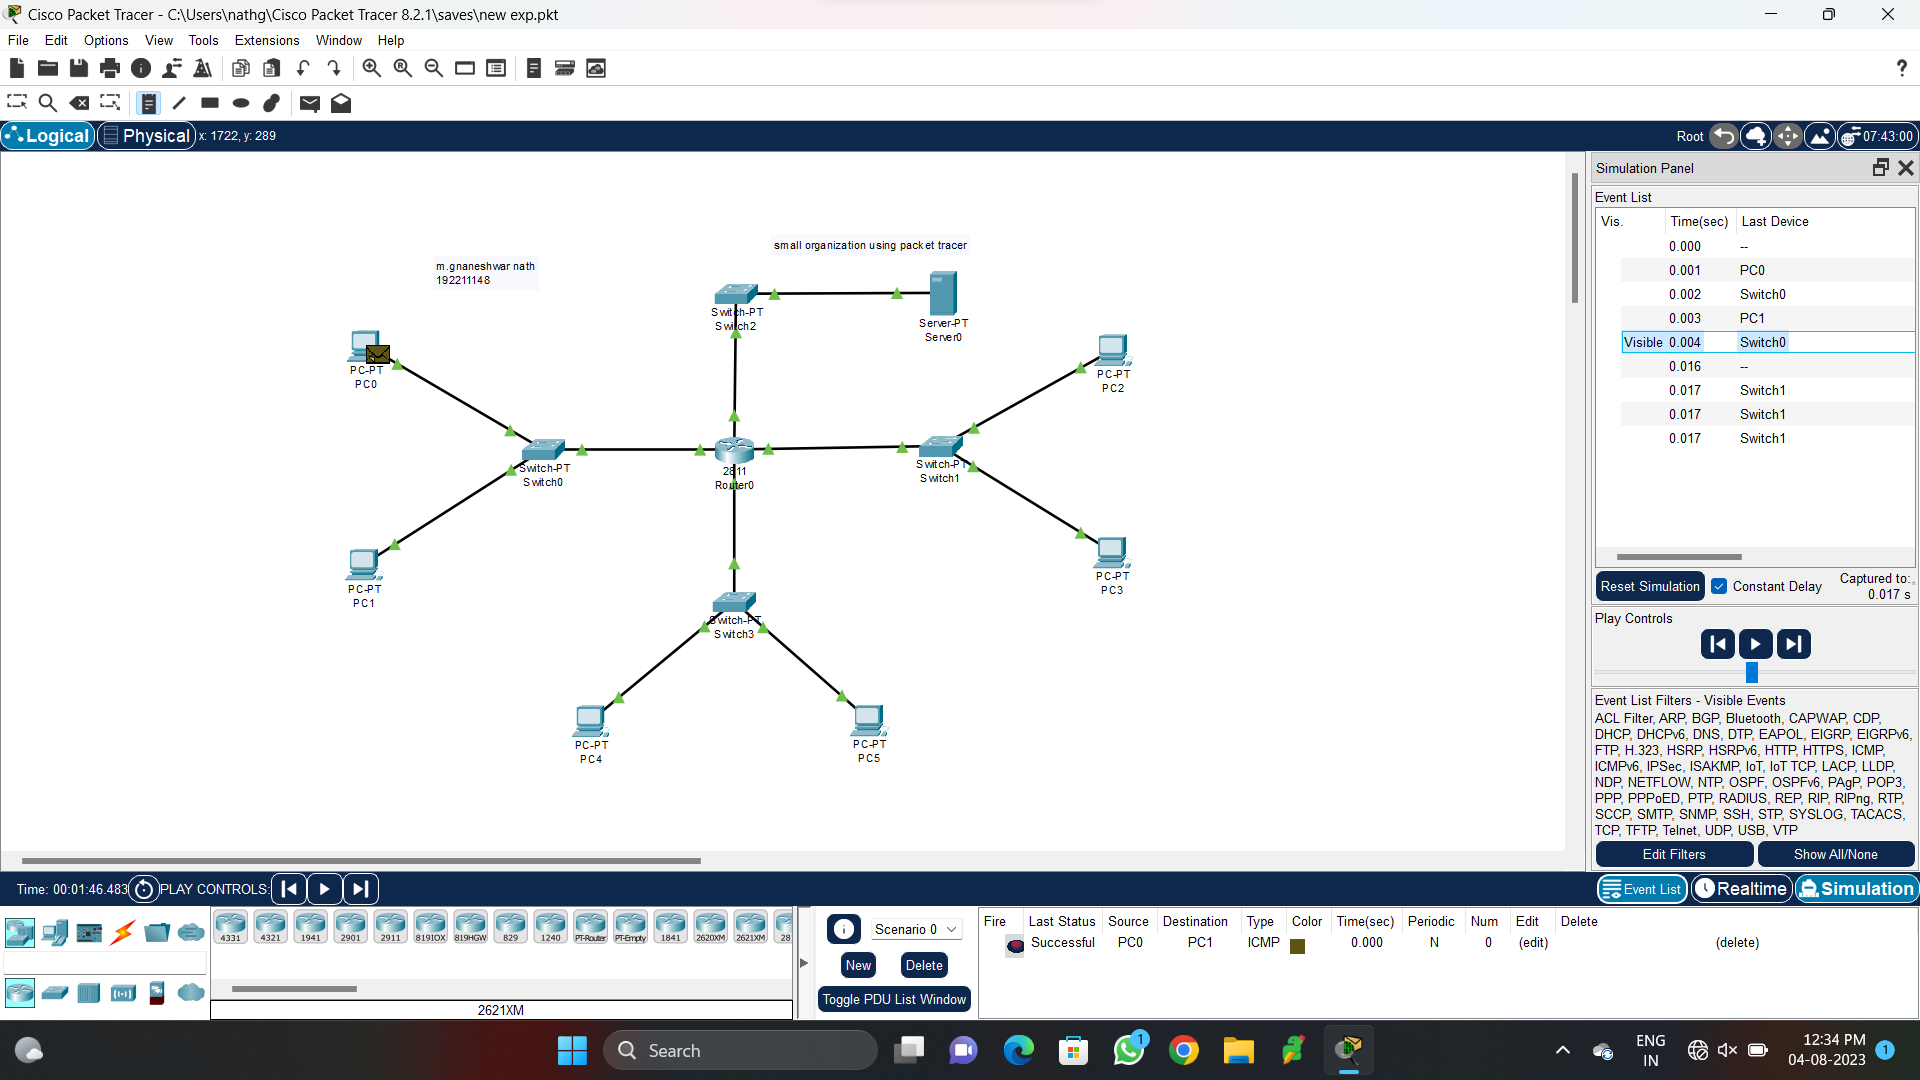 Cisco Packet Tracer - C:\Users\nathg\Cisco Packet Tracer 8.2.1\saves\new exp.pkt
File Edit Options View Tools Extensions Window Help
Logical Physical x: 1722, y: 289 Root 07:43:00
Simulation Panel
Event List
Vis. Time(sec) Last Device
0.000 --
0.001 PC0
0.002 Switch0
0.003 PC1
Visible 0.004 Switch0
0.016 --
0.017 Switch1
0.017 Switch1
0.017 Switch1
Reset Simulation Constant Delay Captured to:
0.017 s
Play Controls
Event List Filters - Visible Events
ACL Filter, ARP, BGP, Bluetooth, CAPWAP, CDP,
DHCP, DHCPv6, DNS, DTP, EAPOL, EIGRP, EIGRPv6,
FTP, H.323, HSRP, HSRPv6, HTTP, HTTPS, ICMP,
ICMPv6, IPSec, ISAKMP, IoT, IoT TCP, LACP, LLDP,
NDP, NETFLOW, NTP, OSPF, OSPFv6, PAgP, POP3,
PPP, PPPoED, PTP, RADIUS, REP, RIP, RIPng, RTP,
SCCP, SMTP, SNMP, SSH, STP, SYSLOG, TACACS,
TCP, TFTP, Telnet, UDP, USB, VTP
Edit Filters Show All/None
small organization using packet tracer
m.gnaneshwar nath
192211148
Switch-PT
Switch2
Server-PT
Server0
PC-PT
PC0
PC-PT
PC2
Switch-PT
Switch0
2811
Router0
Switch-PT
Switch1
PC-PT
PC1
PC-PT
PC3
Switch-PT
Switch3
PC-PT
PC4
PC-PT
PC5
Time: 00:01:46.483 PLAY CONTROLS: Event List Realtime Simulation
4331 4321 1941 2901 2911 819IOX 819HGW 829 1240 PT-Router PT-Empty 1841 2620XM 2621XM 28
2621XM
Scenario 0
New Delete
Toggle PDU List Window
Fire Last Status Source Destination Type Color Time(sec) Periodic Num Edit Delete
Successful PC0 PC1 ICMP 0.000 N 0 (edit) (delete)
Search
1
ENG
IN
12:34 PM
04-08-2023
1